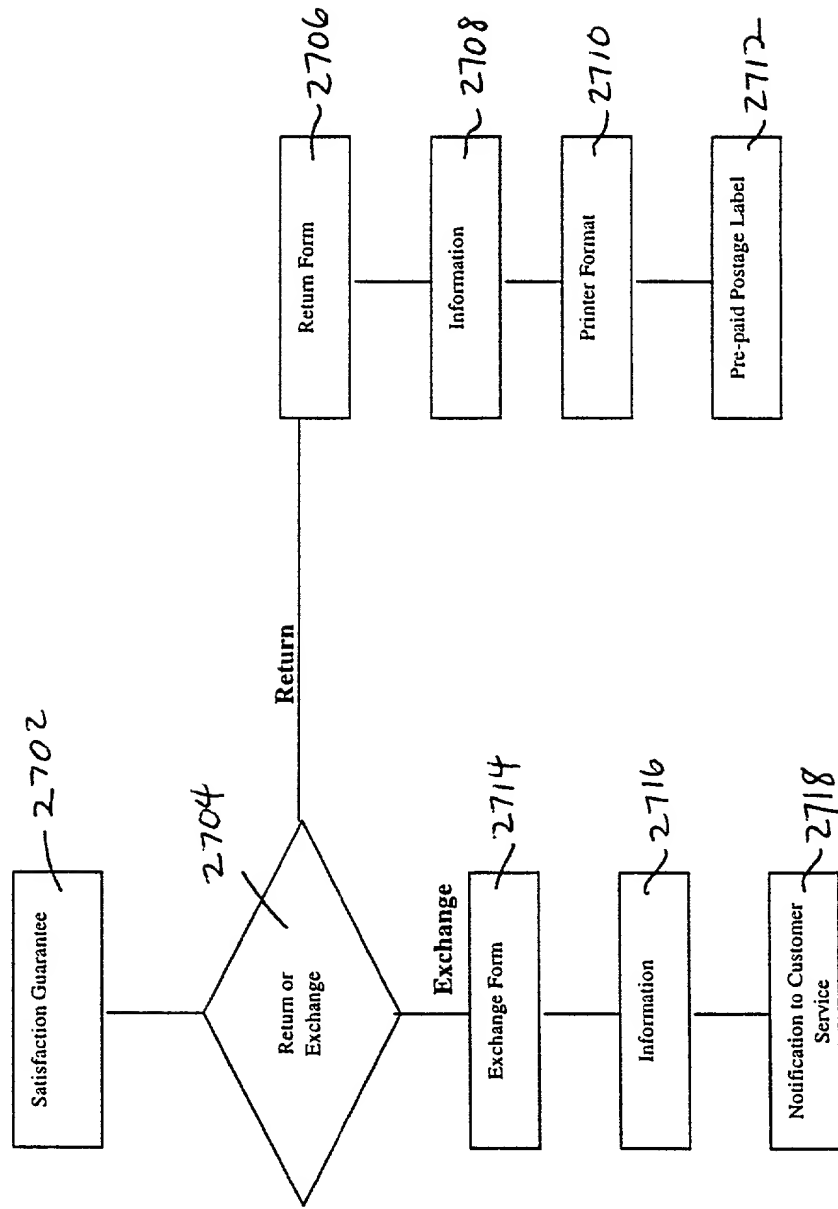 Satisfaction Guarantee
2702
Return or
Exchange
2704
Return
Return Form
2706
Information
2708
Printer Format
2710
Pre-paid Postage Label
2712
Exchange
Exchange Form
2714
Information
2716
Notification to Customer
Service
2718